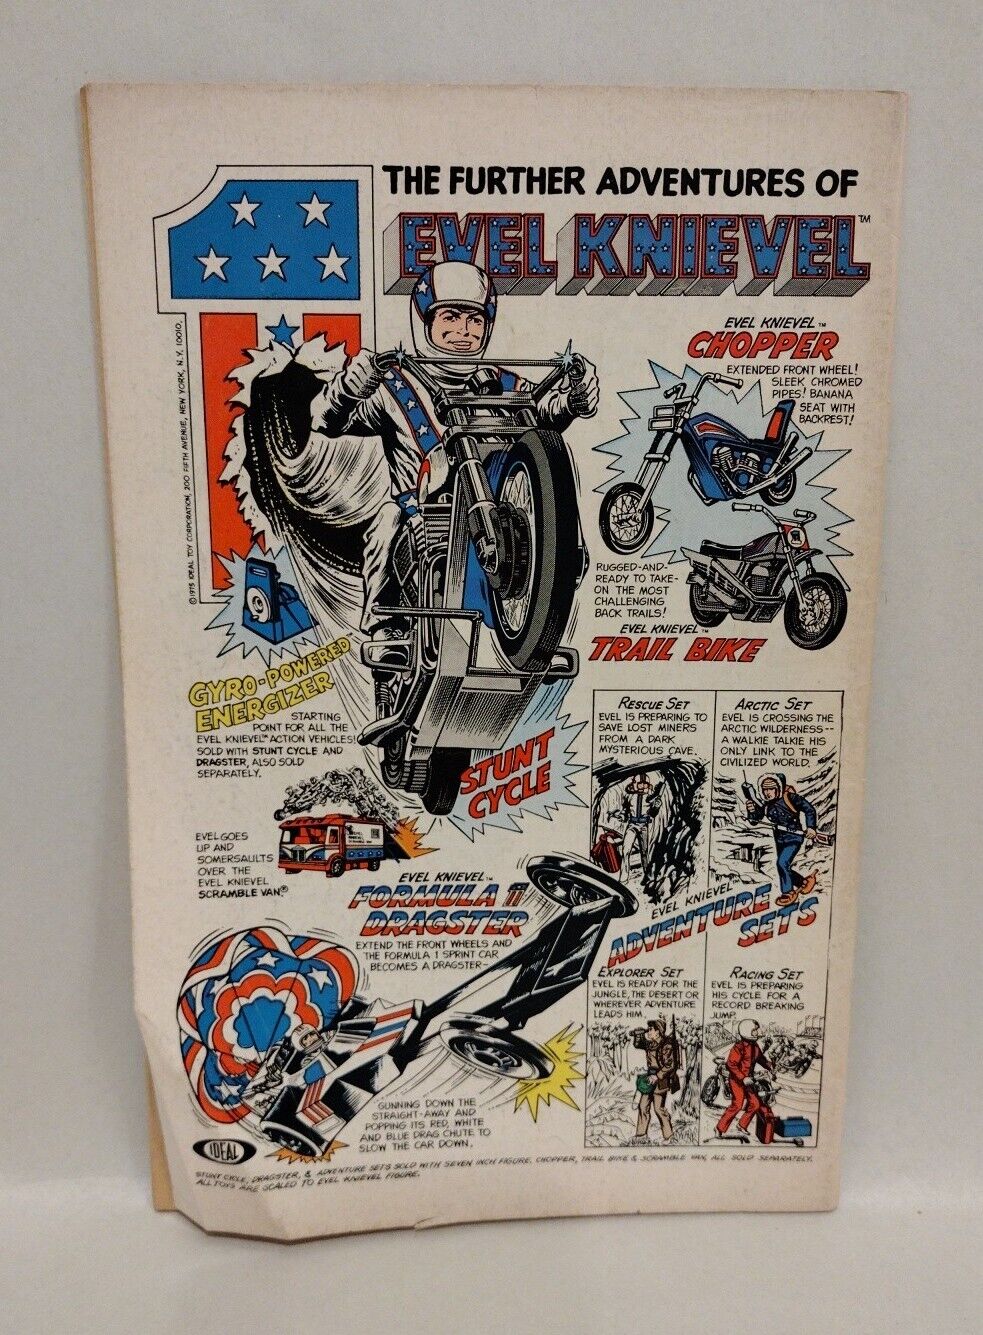 THE FURTHER ADVENTURES OF
EVEL KNIEVEL™
EVEL KNIEVEL™
CHOPPER
EXTENDED FRONT WHEEL!
SLEEK CHROMED
PIPES! BANANA
SEAT WITH
BACKREST!
©1975 IDEAL TOY CORPORATION, 200 FIFTH AVENUE, NEW YORK, N.Y. 10010.
RUGGED-AND-
READY TO TAKE-
ON THE MOST
CHALLENGING
BACK TRAILS!
EVEL KNIEVEL™
TRAIL BIKE
GYRO-POWERED
ENERGIZER
STARTING
POINT FOR ALL THE
EVEL KNIEVEL™ ACTION VEHICLES!
SOLD WITH STUNT CYCLE AND
DRAGSTER, ALSO SOLD
SEPARATELY.
STUNT
CYCLE
EVEL GOES
UP AND
SOMERSAULTS
OVER THE
EVEL KNIEVEL
SCRAMBLE VAN®.
EVEL KNIEVEL™
FORMULA 1
DRAGSTER
EXTEND THE FRONT WHEELS AND
THE FORMULA 1 SPRINT CAR
BECOMES A DRAGSTER-
GUNNING DOWN THE
STRAIGHT-AWAY AND
POPPING ITS RED, WHITE
AND BLUE DRAG CHUTE TO
SLOW THE CAR DOWN.
RESCUE SET
EVEL IS PREPARING TO
SAVE LOST MINERS
FROM A DARK
MYSTERIOUS CAVE.
ARCTIC SET
EVEL IS CROSSING THE
ARCTIC WILDERNESS--
A WALKIE TALKIE HIS
ONLY LINK TO THE
CIVILIZED WORLD.
EVEL KNIEVEL™
ADVENTURE
SETS
EXPLORER SET
EVEL IS READY FOR THE
JUNGLE, THE DESERT OR
WHEREVER ADVENTURE
LEADS HIM.
RACING SET
EVEL IS PREPARING
HIS CYCLE FOR A
RECORD BREAKING
JUMP.
IDEAL
STUNT CYCLE, DRAGSTER, & ADVENTURE SETS SOLD WITH SEVEN INCH FIGURE. CHOPPER, TRAIL BIKE & SCRAMBLE VAN, ALL SOLD SEPARATELY.
ALL TOYS ARE SCALED TO EVEL KNIEVEL FIGURE.